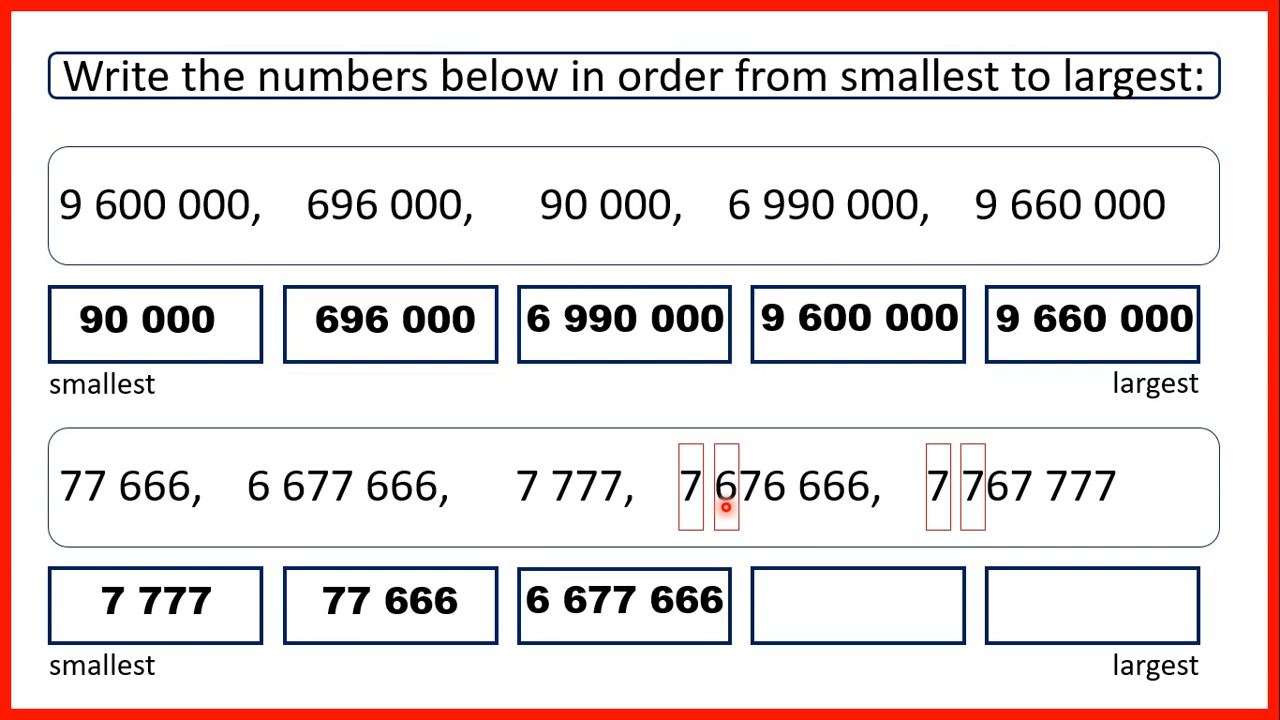 Write the numbers below in order from smallest to largest:
9 600 000, 696 000, 90 000, 6 990 000, 9 660 000
90 000 696 000 6 990 000 9 600 000 9 660 000
smallest largest
77 666, 6 677 666, 7 777, 7 676 666, 7 767 777
7 777 77 666 6 677 666
smallest largest